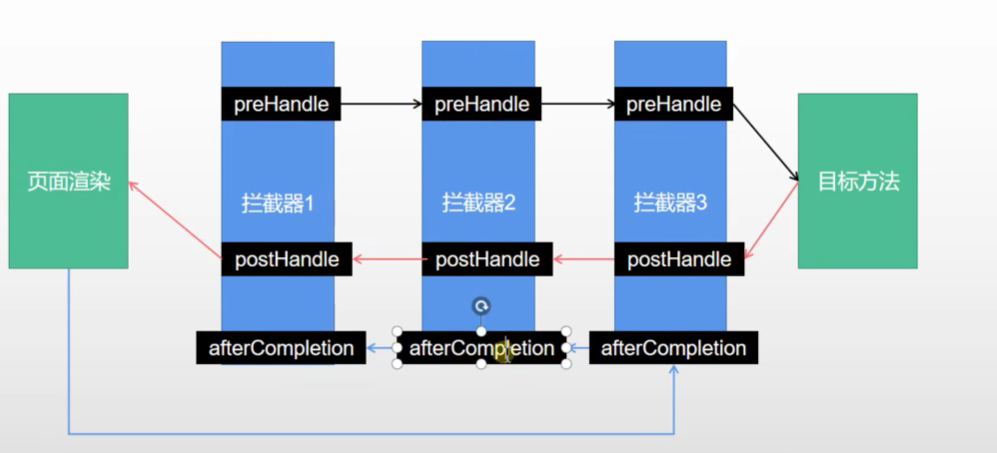 preHandle
preHandle
preHandle
页面渲染
拦截器1
拦截器2
拦截器3
目标方法
postHandle
postHandle
postHandle
afterCompletion
afterCompletion
afterCompletion